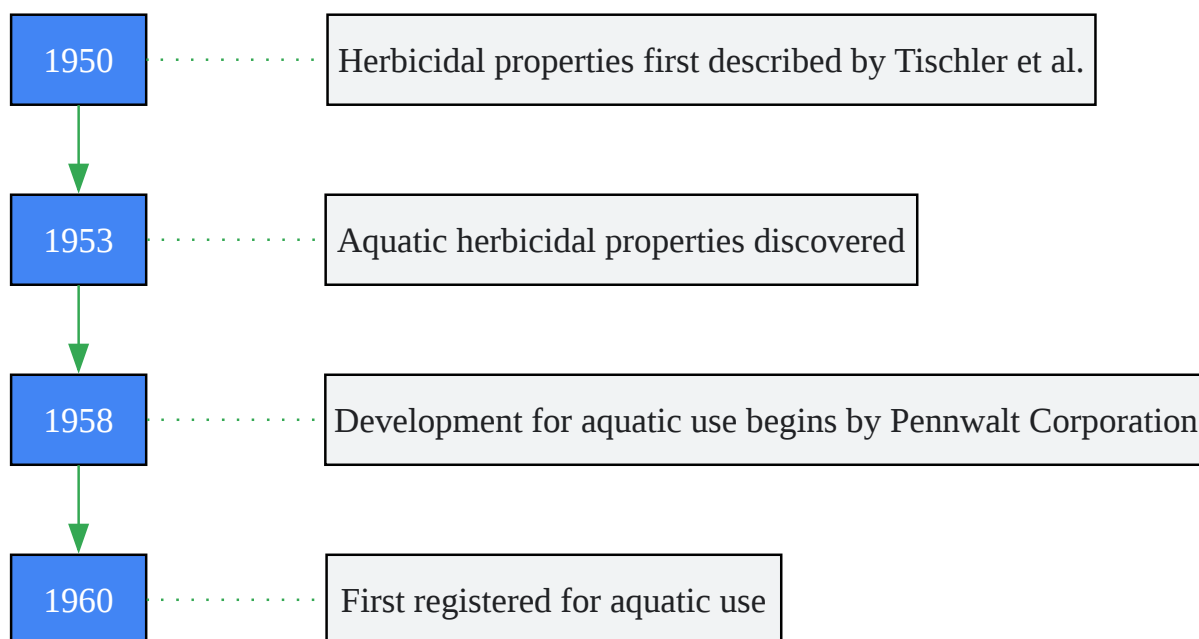 1950
Herbicidal properties first described by Tischler et al.
1953
Aquatic herbicidal properties discovered
1958
Development for aquatic use begins by Pennwalt Corporation
1960
First registered for aquatic use